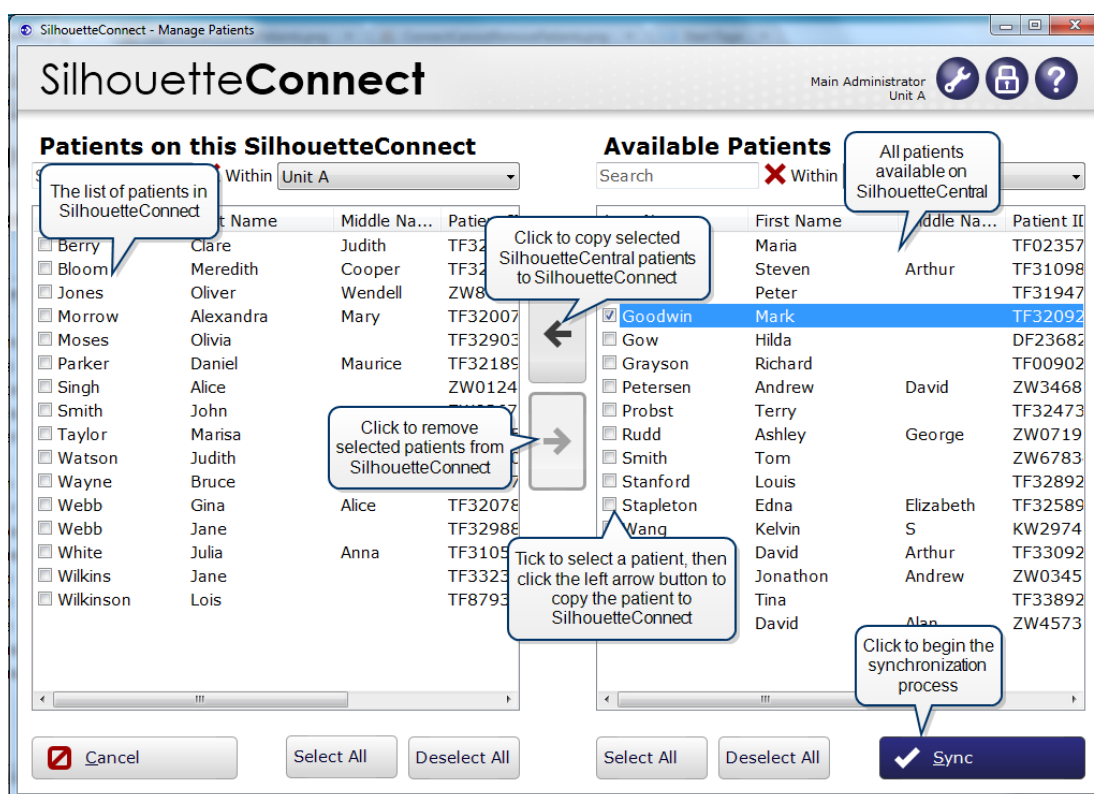 SilhouetteConnect - Manage Patients
SilhouetteConnect
Main Administrator
Unit A
Patients on this SilhouetteConnect
Within Unit A
The list of patients in
SilhouetteConnect
Name Middle Na...
Berry Clare Judith TF32
Bloom Meredith Cooper TF32
Jones Oliver Wendell ZW8
Morrow Alexandra Mary TF32007
Moses Olivia TF32903
Parker Daniel Maurice TF32189
Singh Alice ZW0124
Smith John
Taylor Marisa
Watson Judith
Wayne Bruce
Webb Gina Alice TF32078
Webb Jane TF32988
White Julia Anna TF3105
Wilkins Jane TF3323
Wilkinson Lois TF8793
Click to copy selected
SilhouetteCentral patients
to SilhouetteConnect
Click to remove
selected patients from
SilhouetteConnect
Available Patients
Search Within
All patients
available on
SilhouetteCentral
First Name Middle Na... Patient ID
Maria TF02357
Steven Arthur TF31098
Peter TF31947
Goodwin Mark TF32092
Gow Hilda DF23682
Grayson Richard TF00902
Petersen Andrew David ZW3468
Probst Terry TF32473
Rudd Ashley George ZW0719
Smith Tom ZW6783
Stanford Louis TF32892
Stapleton Edna Elizabeth TF32589
Wang Kelvin S KW2974
David Arthur TF33092
Jonathon Andrew ZW0345
Tina TF33892
David Alan ZW4573
Tick to select a patient, then
click the left arrow button to
copy the patient to
SilhouetteConnect
Click to begin the
synchronization
process
Cancel Select All Deselect All Select All Deselect All Sync